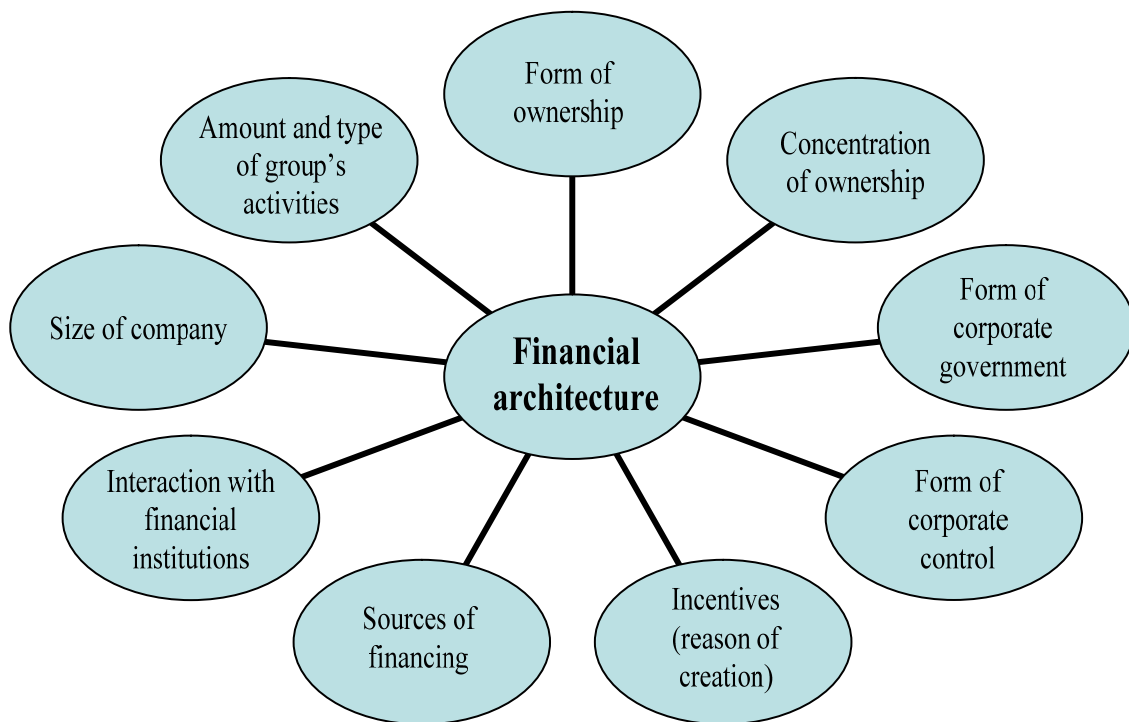 Form of
ownership
Concentration
of ownership
Form of
corporate
government
Form of
corporate
control
Incentives
(reason of
creation)
Sources of
financing
Interaction with
financial
institutions
Size of company
Amount and type
of group’s
activities
Financial
architecture